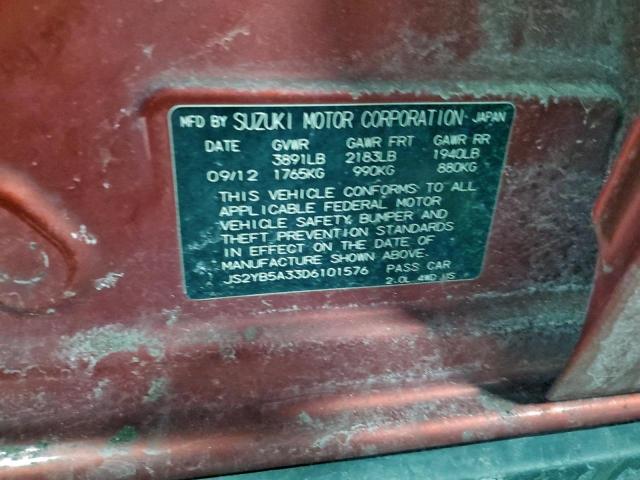 MFD BY SUZUKI MOTOR CORPORATION JAPAN
DATE GVWR GAWR FRT GAWR RR
3891LB 2183LB 1940LB
09/12 1765KG 990KG 880KG
THIS VEHICLE CONFORMS TO ALL
APPLICABLE FEDERAL MOTOR
VEHICLE SAFETY, BUMPER AND
THEFT PREVENTION STANDARDS
IN EFFECT ON THE DATE OF
MANUFACTURE SHOWN ABOVE.
JS2YB5A33D6101576 PASS CAR
2.0L 4WD US